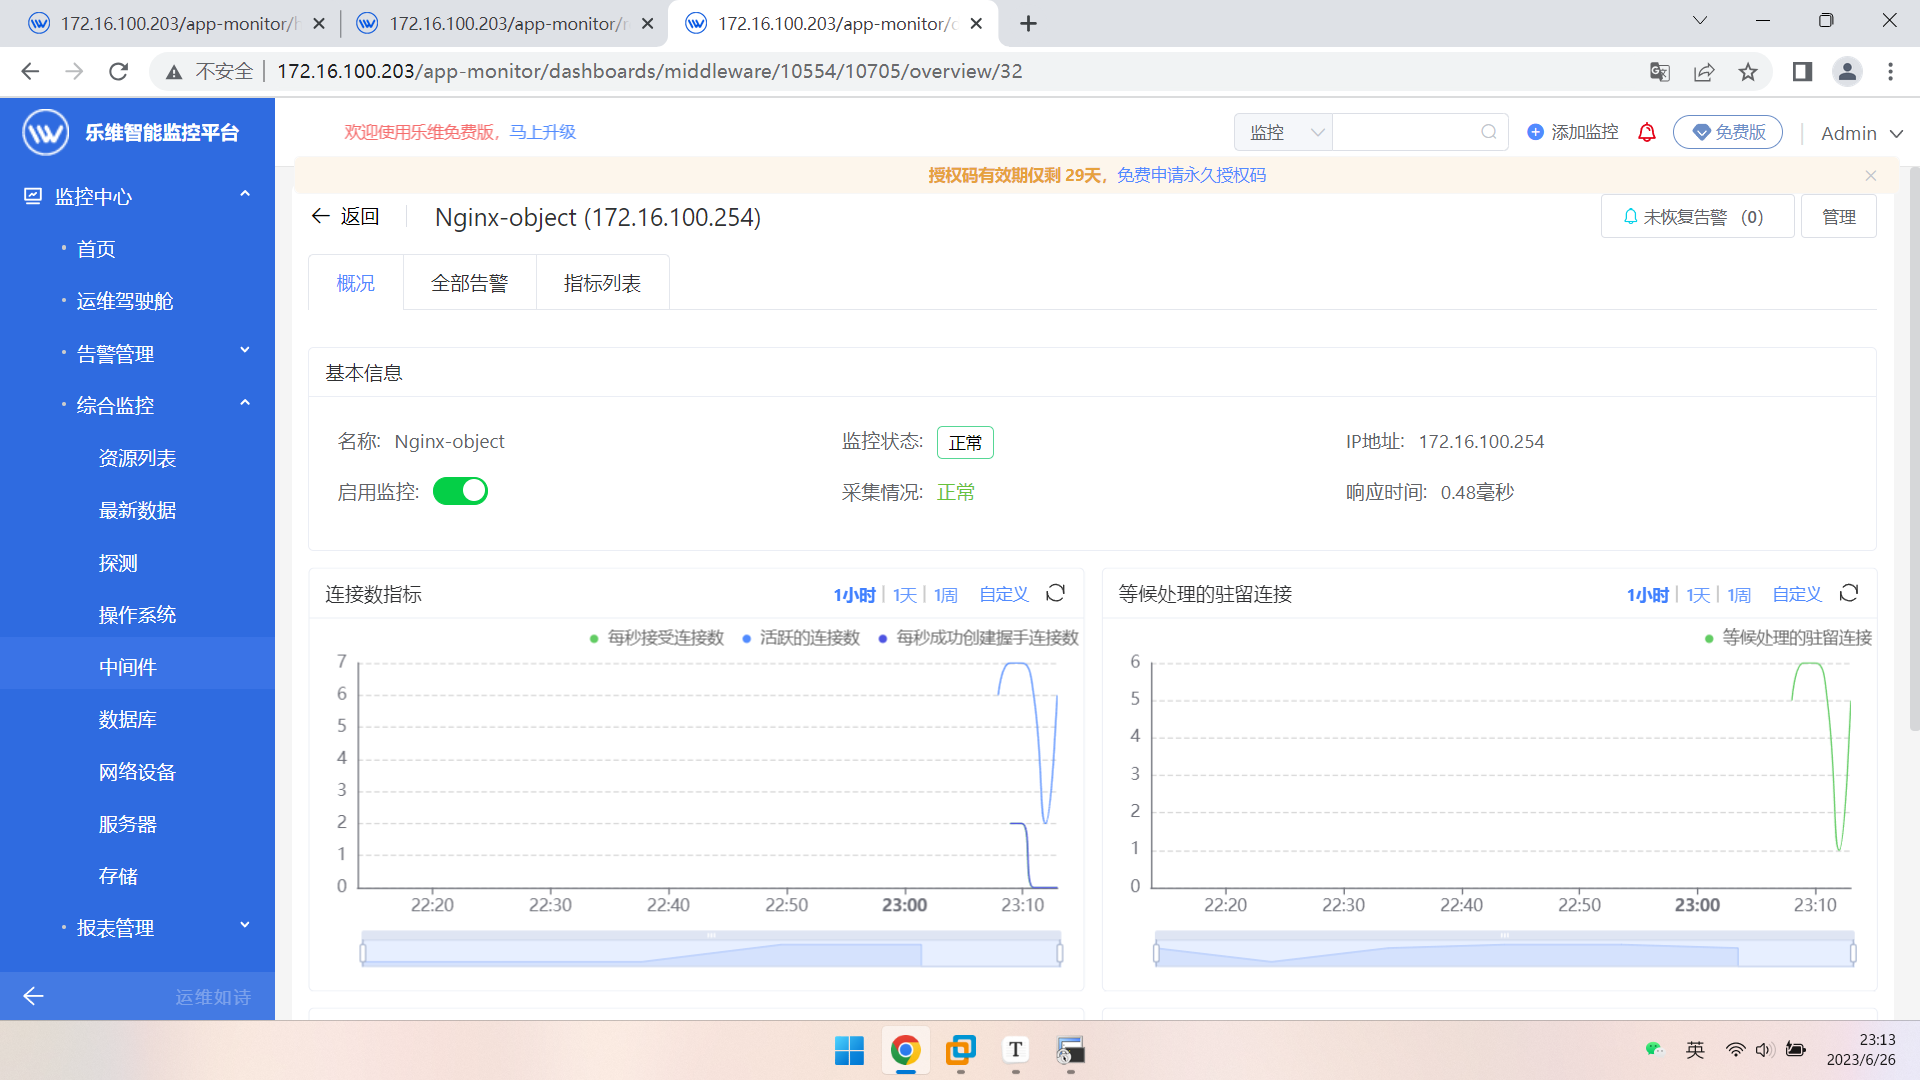 172.16.100.203/app-monitor/
172.16.100.203/app-monitor/
172.16.100.203/app-monitor/
不安全
172.16.100.203/app-monitor/dashboards/middleware/10554/10705/overview/32
乐维智能监控平台
欢迎使用乐维免费版，马上升级
监控
添加监控
免费版
Admin
授权码有效期仅剩 29天，免费申请永久授权码
监控中心
首页
运维驾驶舱
告警管理
综合监控
资源列表
最新数据
探测
操作系统
中间件
数据库
网络设备
服务器
存储
报表管理
运维如诗
返回
Nginx-object (172.16.100.254)
未恢复告警 (0)
管理
概况
全部告警
指标列表
基本信息
名称: Nginx-object
监控状态: 正常
IP地址: 172.16.100.254
启用监控:
采集情况: 正常
响应时间: 0.48毫秒
连接数指标
1小时 1天 1周 自定义
每秒接受连接数 活跃的连接数 每秒成功创建握手连接数
7
6
5
4
3
2
1
0
22:20 22:30 22:40 22:50 23:00 23:10
等候处理的驻留连接
1小时 1天 1周 自定义
等候处理的驻留连接
6
5
4
3
2
1
0
22:20 22:30 22:40 22:50 23:00 23:10
T
英
23:13
2023/6/26